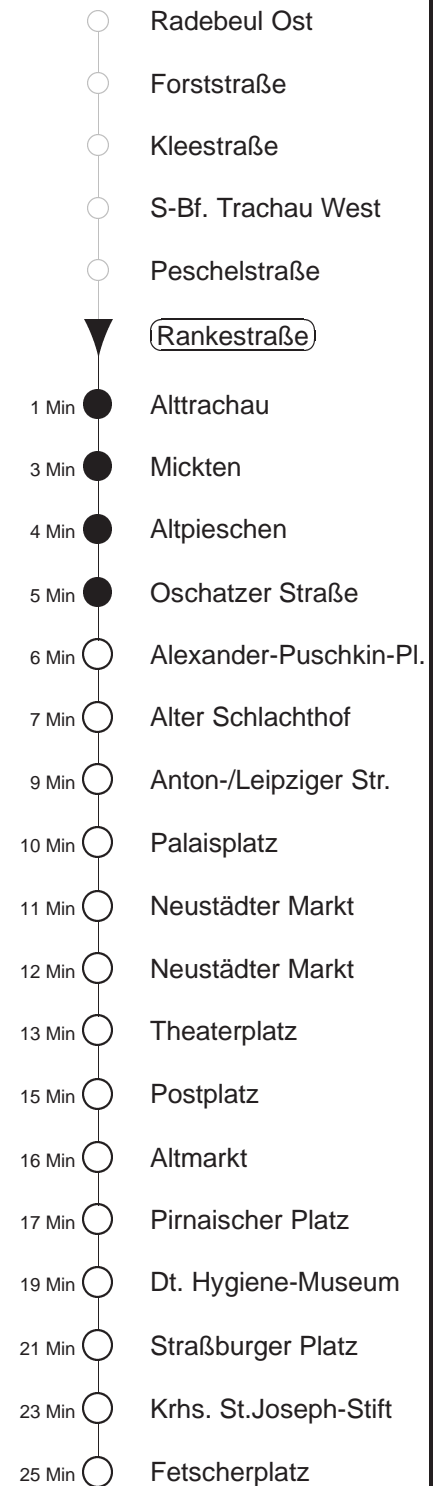 Radebeul Ost
Forststraße
Kleestraße
S-Bf. Trachau West
Peschelstraße
Rankestraße
1 Min Alttrachau
3 Min Mickten
4 Min Altpieschen
5 Min Oschatzer Straße
6 Min Alexander-Puschkin-Pl.
7 Min Alter Schlachthof
9 Min Anton-/Leipziger Str.
10 Min Palaisplatz
11 Min Neustädter Markt
12 Min Neustädter Markt
13 Min Theaterplatz
15 Min Postplatz
16 Min Altmarkt
17 Min Pirnaischer Platz
19 Min Dt. Hygiene-Museum
21 Min Straßburger Platz
23 Min Krhs. St.Joseph-Stift
25 Min Fetscherplatz